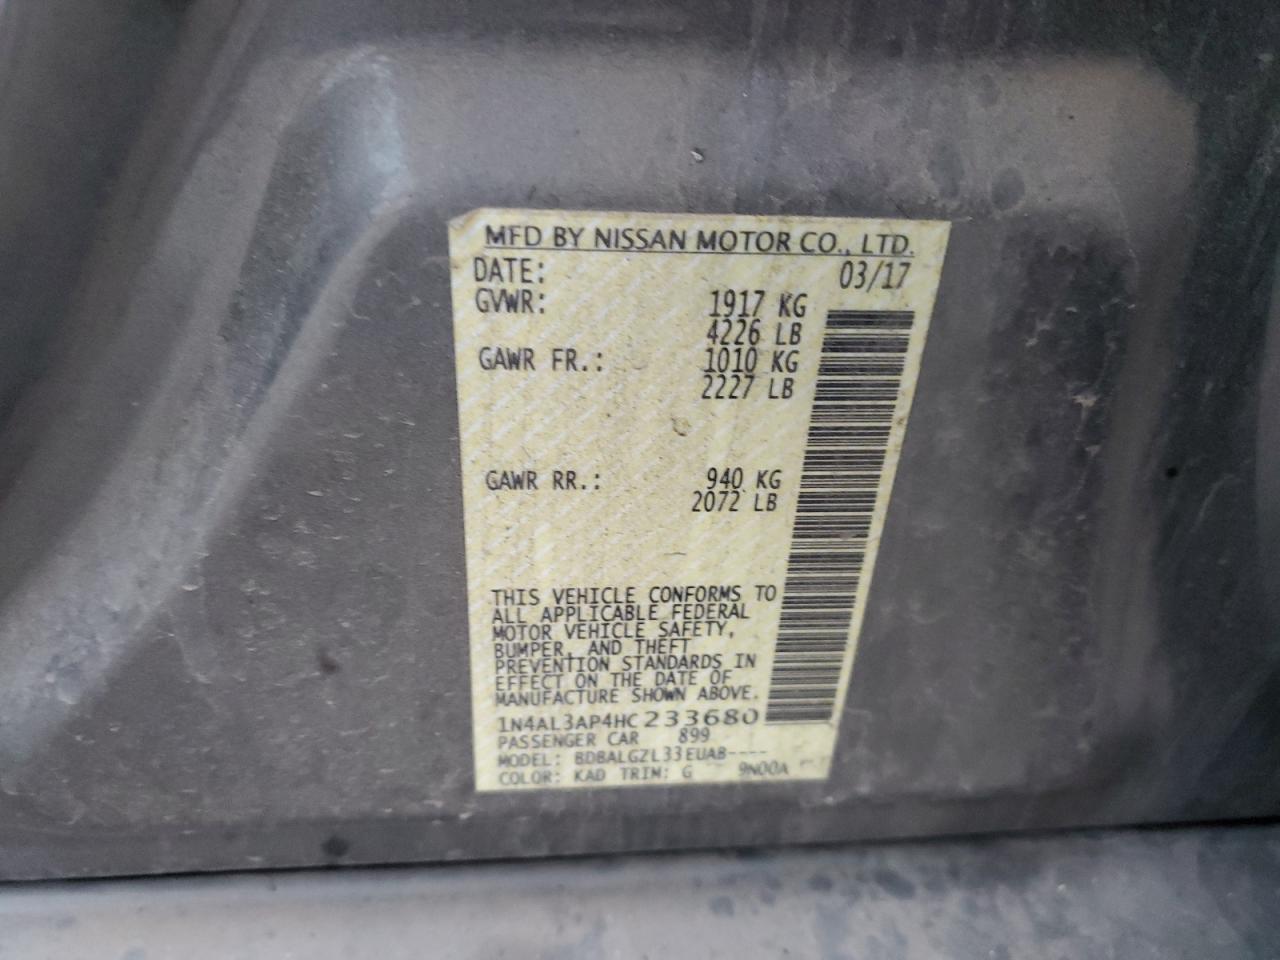 MFD BY NISSAN MOTOR CO., LTD.
DATE: 03/17
GVWR: 1917 KG
4226 LB
GAWR FR.: 1010 KG
2227 LB
GAWR RR.: 940 KG
2072 LB
THIS VEHICLE CONFORMS TO
ALL APPLICABLE FEDERAL
MOTOR VEHICLE SAFETY,
BUMPER, AND THEFT
PREVENTION STANDARDS IN
EFFECT ON THE DATE OF
MANUFACTURE SHOWN ABOVE.
1N4AL3AP4HC233680
PASSENGER CAR 899
MODEL: BDBALGZL33EUAB----
COLOR: KAD TRIM: G 9N00A